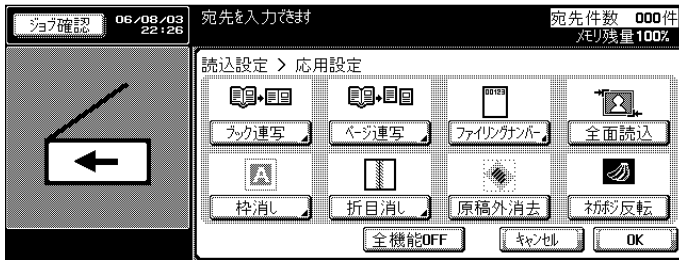 ジョブ確認 06/08/03 22:26
宛先を入力できます
宛先件数 000件
メモリ残量100%
読込設定 > 応用設定
00123
ブック連写 ページ連写 ファイリングナンバー 全面読込
A
枠消し 折目消し 原稿外消去 ネガポジ反転
全機能OFF キャンセル OK